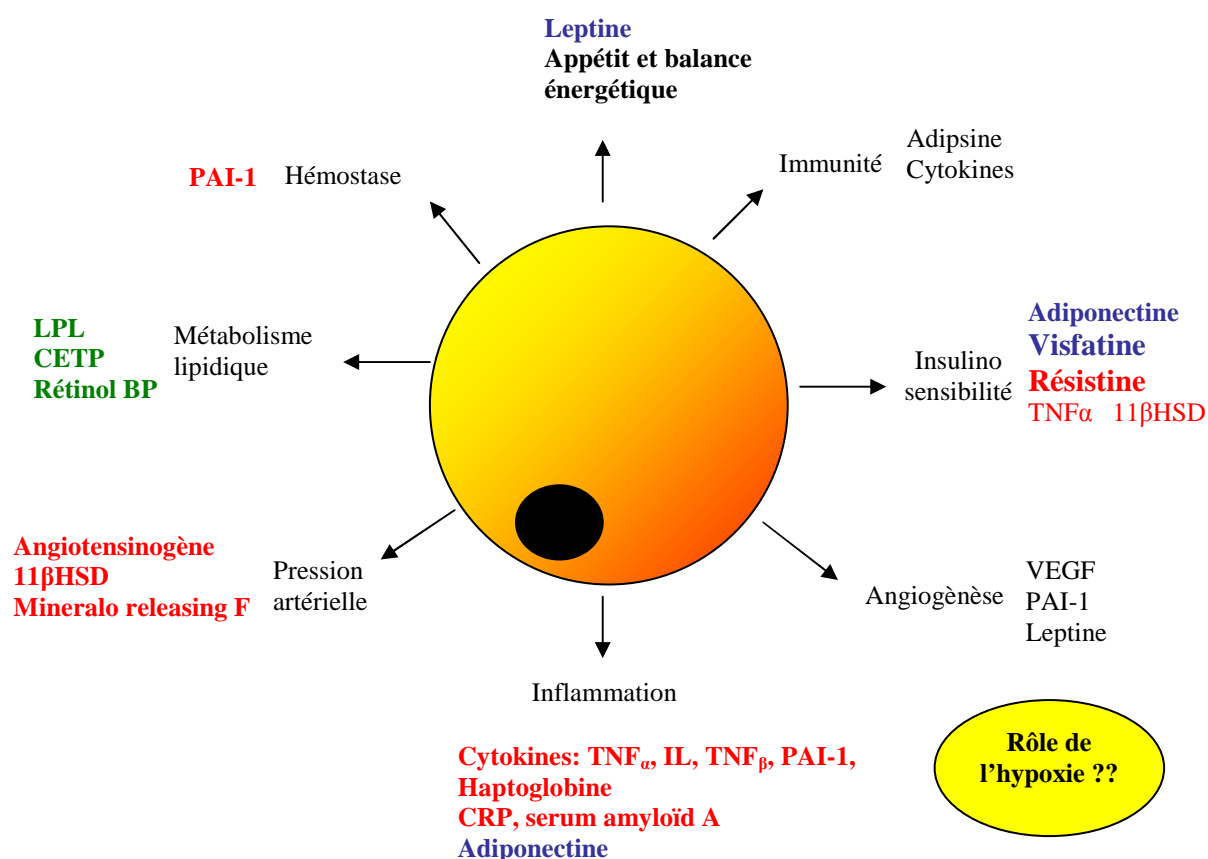 Leptine
Appétit et balance
énergétique
Immunité
Adipsine
Cytokines
PAI-1 Hémostase
LPL
CETP
Rétinol BP
Métabolisme
lipidique
Insulino
sensibilité
Adiponectine
Visfatine
Résistine
TNFα 11βHSD
Angiotensinogène
11βHSD
Mineralo releasing F
Pression
artérielle
Angiogènèse
VEGF
PAI-1
Leptine
Inflammation
Cytokines: TNFα, IL, TNFβ, PAI-1,
Haptoglobine
CRP, serum amyloïd A
Adiponectine
Rôle de
l’hypoxie ??